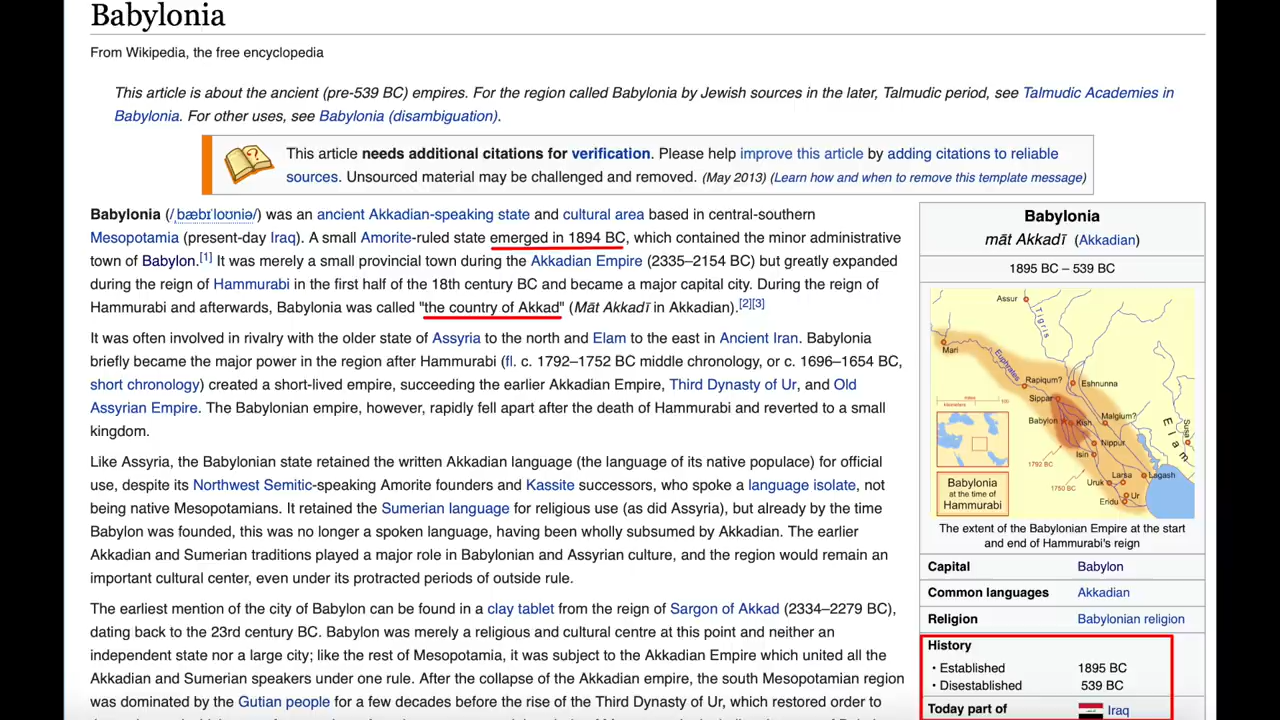 Babylonia
From Wikipedia, the free encyclopedia
This article is about the ancient (pre-539 BC) empires. For the region called Babylonia by Jewish sources in the later, Talmudic period, see Talmudic Academies in
Babylonia. For other uses, see Babylonia (disambiguation).
This article needs additional citations for verification. Please help improve this article by adding citations to reliable
sources. Unsourced material may be challenged and removed. (May 2013) (Learn how and when to remove this template message)
Babylonia (/ˌbæbɪˈloʊniə/) was an ancient Akkadian-speaking state and cultural area based in central-southern
Mesopotamia (present-day Iraq). A small Amorite-ruled state emerged in 1894 BC, which contained the minor administrative
town of Babylon.[1] It was merely a small provincial town during the Akkadian Empire (2335–2154 BC) but greatly expanded
during the reign of Hammurabi in the first half of the 18th century BC and became a major capital city. During the reign of
Hammurabi and afterwards, Babylonia was called "the country of Akkad" (Māt Akkadī in Akkadian).[2][3]
It was often involved in rivalry with the older state of Assyria to the north and Elam to the east in Ancient Iran. Babylonia
briefly became the major power in the region after Hammurabi (fl. c. 1792–1752 BC middle chronology, or c. 1696–1654 BC,
short chronology) created a short-lived empire, succeeding the earlier Akkadian Empire, Third Dynasty of Ur, and Old
Assyrian Empire. The Babylonian empire, however, rapidly fell apart after the death of Hammurabi and reverted to a small
kingdom.
Like Assyria, the Babylonian state retained the written Akkadian language (the language of its native populace) for official
use, despite its Northwest Semitic-speaking Amorite founders and Kassite successors, who spoke a language isolate, not
being native Mesopotamians. It retained the Sumerian language for religious use (as did Assyria), but already by the time
Babylon was founded, this was no longer a spoken language, having been wholly subsumed by Akkadian. The earlier
Akkadian and Sumerian traditions played a major role in Babylonian and Assyrian culture, and the region would remain an
important cultural center, even under its protracted periods of outside rule.
The earliest mention of the city of Babylon can be found in a clay tablet from the reign of Sargon of Akkad (2334–2279 BC),
dating back to the 23rd century BC. Babylon was merely a religious and cultural centre at this point and neither an
independent state nor a large city; like the rest of Mesopotamia, it was subject to the Akkadian Empire which united all the
Akkadian and Sumerian speakers under one rule. After the collapse of the Akkadian empire, the south Mesopotamian region
was dominated by the Gutian people for a few decades before the rise of the Third Dynasty of Ur, which restored order to
Babylonia
māt Akkadī (Akkadian)
1895 BC – 539 BC
Assur
Tigris
Mari
Euphrates
Rapiqum?
Eshnunna
Sippar
Babylon
Kish
Malgium?
Elam
Susa
Nippur
Isin
1792 BC
1750 BC
Larsa
Lagash
Uruk
Ur
Eridu
Babylonia
at the time of
Hammurabi
The extent of the Babylonian Empire at the start
and end of Hammurabi's reign
Capital Babylon
Common languages Akkadian
Religion Babylonian religion
History
• Established 1895 BC
• Disestablished 539 BC
Today part of Iraq